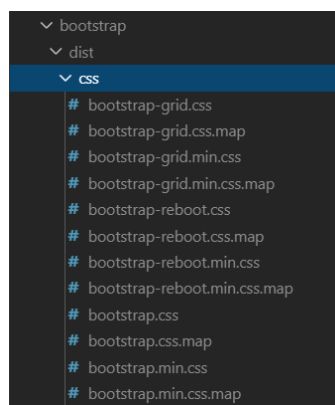 bootstrap
dist
css
# bootstrap-grid.css
# bootstrap-grid.css.map
# bootstrap-grid.min.css
# bootstrap-grid.min.css.map
# bootstrap-reboot.css
# bootstrap-reboot.css.map
# bootstrap-reboot.min.css
# bootstrap-reboot.min.css.map
# bootstrap.css
# bootstrap.css.map
# bootstrap.min.css
# bootstrap.min.css.map